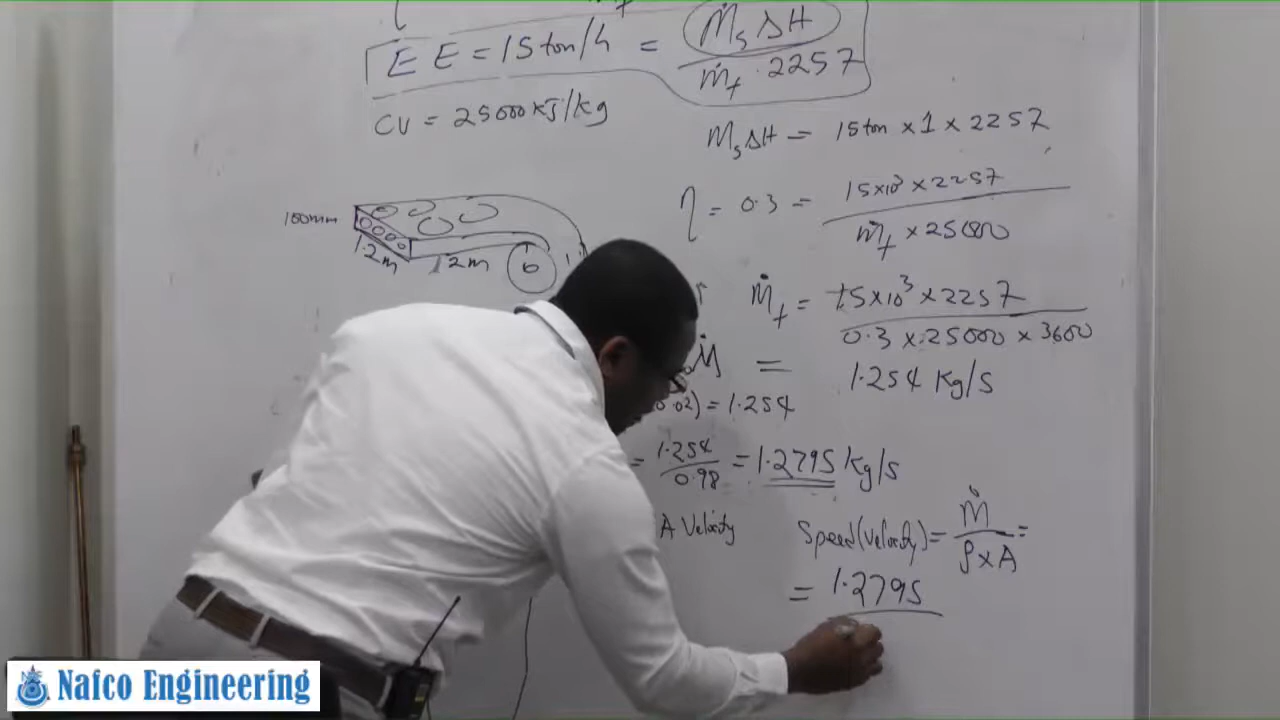 η ṁf
E E = 15 ton/h = ṁs ΔH / ṁf · 2257
CV = 25000 kJ/kg
ṁs ΔH = 15 ton × 1 × 2257
100mm
1.2m
2m
6
η = 0.3 = 15×10³ × 2257 / ṁf × 25000
ṁf = 15×10³ × 2257 / 0.3 × 25000 × 3600
Ṁ = 1.254 Kg/s
0.02) = 1.254
= 1.254 / 0.98 = 1.2795 kg/s
A Velocity
Speed (velocity) = Ṁ / ρ × A =
= 1.2795
Nafco Engineering